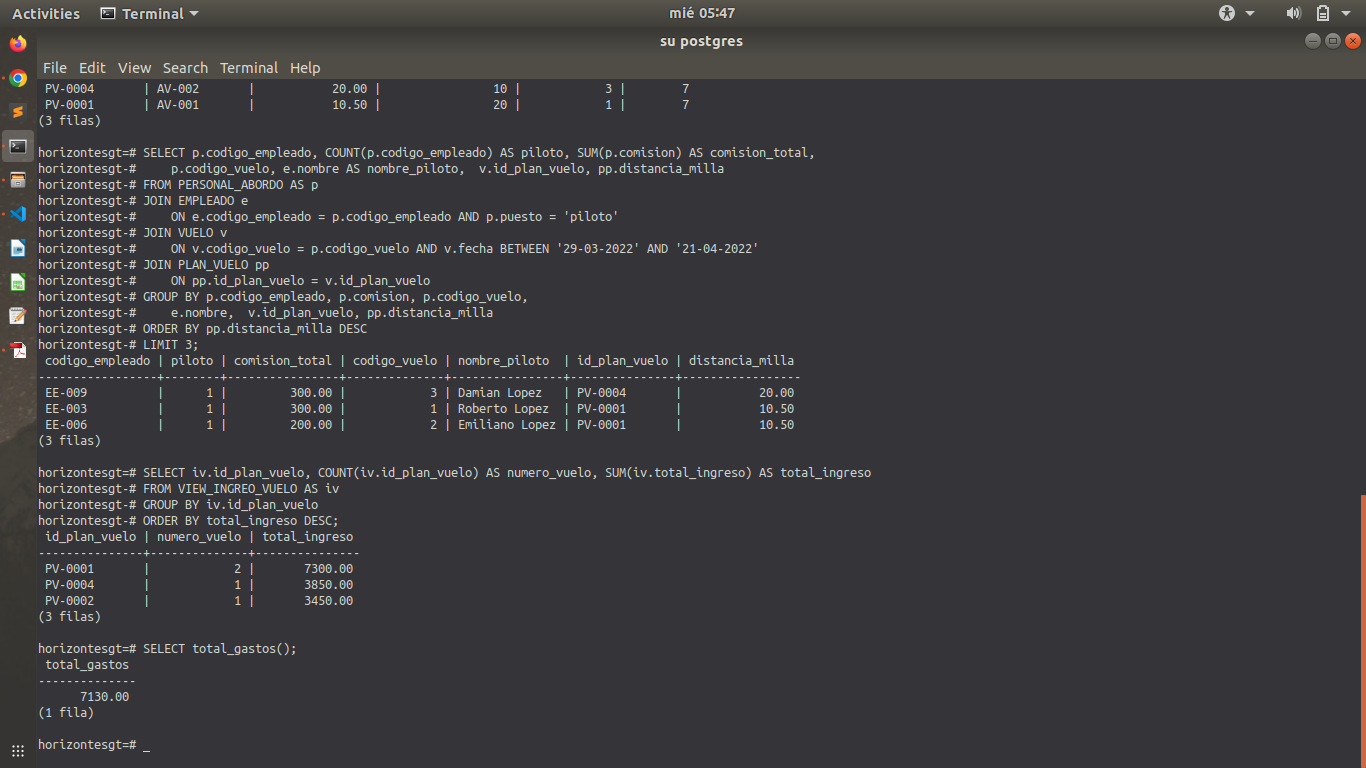 Activities Terminal mié 05:47
su postgres
File Edit View Search Terminal Help
 PV-0004       | AV-002       |           20.00 |                10 |            3 |        7
 PV-0001       | AV-001       |           10.50 |                20 |            1 |        7
(3 filas)
horizontesgt=# SELECT p.codigo_empleado, COUNT(p.codigo_empleado) AS piloto, SUM(p.comision) AS comision_total,
horizontesgt-#     p.codigo_vuelo, e.nombre AS nombre_piloto,  v.id_plan_vuelo, pp.distancia_milla
horizontesgt-# FROM PERSONAL_ABORDO AS p
horizontesgt-# JOIN EMPLEADO e
horizontesgt-#     ON e.codigo_empleado = p.codigo_empleado AND p.puesto = 'piloto'
horizontesgt-# JOIN VUELO v
horizontesgt-#     ON v.codigo_vuelo = p.codigo_vuelo AND v.fecha BETWEEN '29-03-2022' AND '21-04-2022'
horizontesgt-# JOIN PLAN_VUELO pp
horizontesgt-#     ON pp.id_plan_vuelo = v.id_plan_vuelo
horizontesgt-# GROUP BY p.codigo_empleado, p.comision, p.codigo_vuelo,
horizontesgt-#     e.nombre,  v.id_plan_vuelo, pp.distancia_milla
horizontesgt-# ORDER BY pp.distancia_milla DESC
horizontesgt-# LIMIT 3;
 codigo_empleado | piloto | comision_total | codigo_vuelo | nombre_piloto  | id_plan_vuelo | distancia_milla
-----------------+--------+----------------+--------------+----------------+---------------+-----------------
 EE-009          |      1 |         300.00 |            3 | Damian Lopez   | PV-0004       |           20.00
 EE-003          |      1 |         300.00 |            1 | Roberto Lopez  | PV-0001       |           10.50
 EE-006          |      1 |         200.00 |            2 | Emiliano Lopez | PV-0001       |           10.50
(3 filas)
horizontesgt=# SELECT iv.id_plan_vuelo, COUNT(iv.id_plan_vuelo) AS numero_vuelo, SUM(iv.total_ingreso) AS total_ingreso
horizontesgt-# FROM VIEW_INGREO_VUELO AS iv
horizontesgt-# GROUP BY iv.id_plan_vuelo
horizontesgt-# ORDER BY total_ingreso DESC;
 id_plan_vuelo | numero_vuelo | total_ingreso
---------------+--------------+---------------
 PV-0001       |            2 |       7300.00
 PV-0004       |            1 |       3850.00
 PV-0002       |            1 |       3450.00
(3 filas)
horizontesgt=# SELECT total_gastos();
 total_gastos
--------------
      7130.00
(1 fila)
horizontesgt=# _